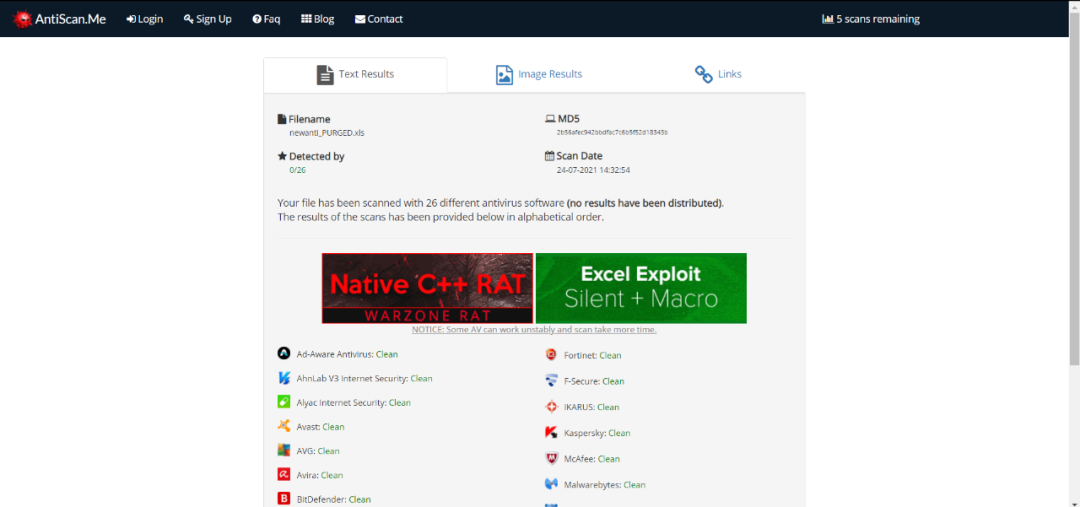 AntiScan.Me
Login
Sign Up
Faq
Blog
Contact
5 scans remaining
Text Results
Image Results
Links
Filename
newanti_PURGED.xls
MD5
Detected by
0/26
Scan Date
24-07-2021 14:32:54
Your file has been scanned with 26 different antivirus software (no results have been distributed).
The results of the scans has been provided below in alphabetical order.
Native C++ RAT
WARZONE RAT
Excel Exploit
Silent + Macro
NOTICE: Some AV can work unstably and scan take more time.
Ad-Aware Antivirus: Clean
AhnLab V3 Internet Security: Clean
Alyac Internet Security: Clean
Avast: Clean
AVG: Clean
Avira: Clean
BitDefender: Clean
Fortinet: Clean
F-Secure: Clean
IKARUS: Clean
Kaspersky: Clean
McAfee: Clean
Malwarebytes: Clean